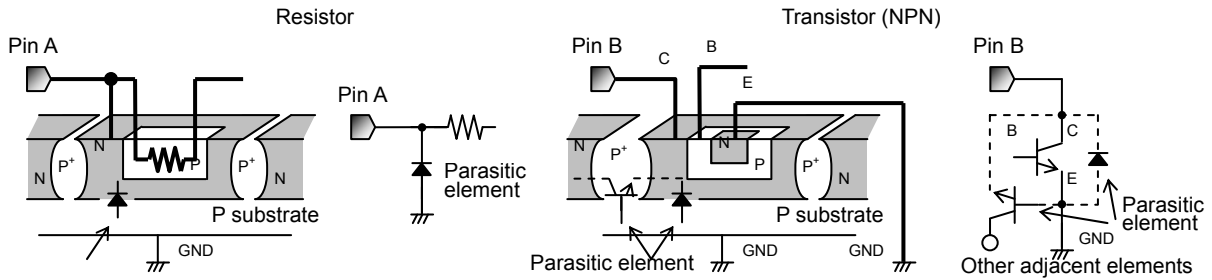 Resistor
Transistor (NPN)
Pin A
Pin B
C
B
E
Pin B
Pin A
N
P+
N
P
P+
N
Parasitic
element
P substrate
GND
N
P+
N
P
P+
N
P substrate
GND
GND
Parasitic element
B
C
E
Parasitic
element
GND
Other adjacent elements